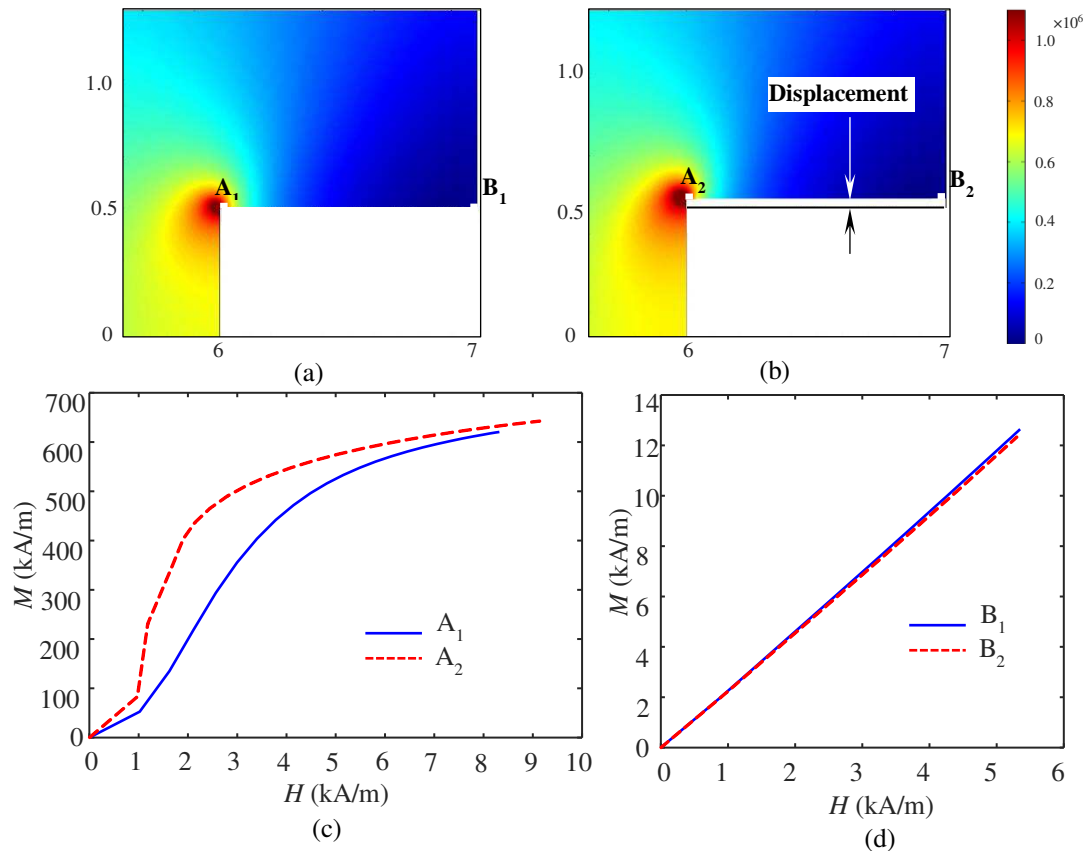 ×10⁶
1.0
0.5
0
6
7
A₁
B₁
(a)
1.0
0.5
0
6
7
Displacement
A₂
B₂
(b)
1.0
0.8
0.6
0.4
0.2
0
700
600
500
400
300
200
100
0
M (kA/m)
A₁
A₂
0 1 2 3 4 5 6 7 8 9 10
H (kA/m)
(c)
14
12
10
8
6
4
2
0
M (kA/m)
B₁
B₂
0 1 2 3 4 5 6
H (kA/m)
(d)